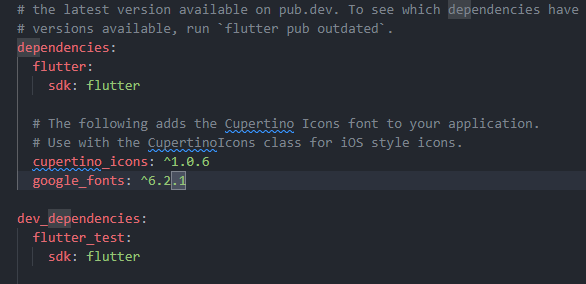 # the latest version available on pub.dev. To see which dependencies have
# versions available, run `flutter pub outdated`.
dependencies:
flutter:
sdk: flutter
# The following adds the Cupertino Icons font to your application.
# Use with the CupertinoIcons class for iOS style icons.
cupertino_icons: ^1.0.6
google_fonts: ^6.2.1
dev_dependencies:
flutter_test:
sdk: flutter